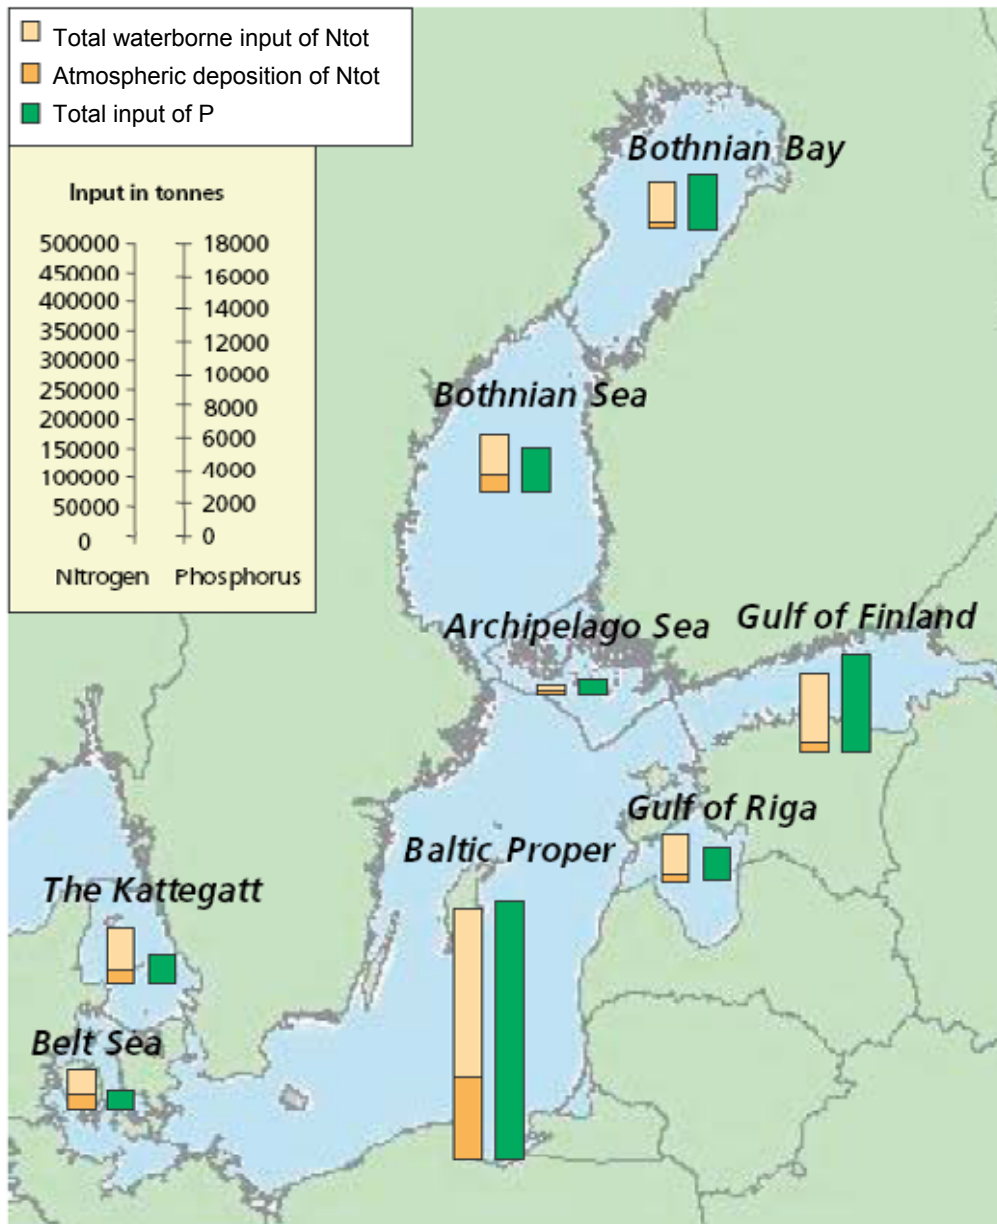 Total waterborne input of Ntot
Atmospheric deposition of Ntot
Total input of P
Input in tonnes
500000 18000
450000 16000
400000 14000
350000 12000
300000 10000
250000 8000
200000 6000
150000 4000
100000 2000
50000 0
0
Nitrogen Phosphorus
Bothnian Bay
Bothnian Sea
Archipelago Sea
Gulf of Finland
Gulf of Riga
Baltic Proper
The Kattegatt
Belt Sea